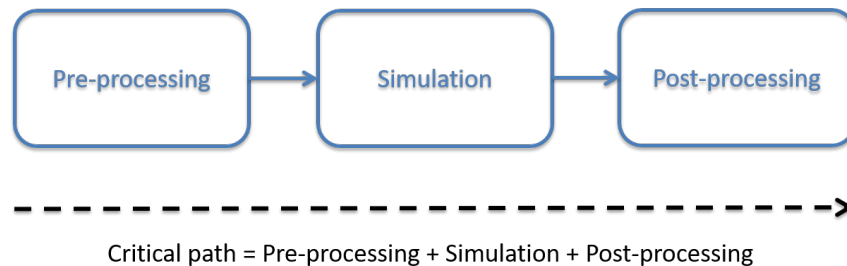 Pre-processing
Simulation
Post-processing
Critical path = Pre-processing + Simulation + Post-processing